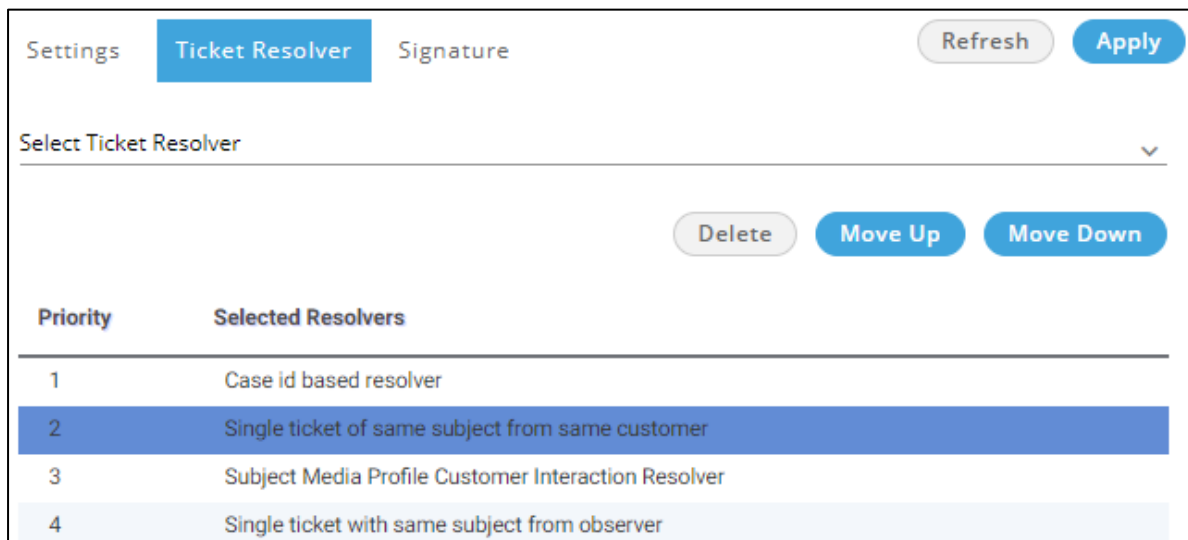 Settings Ticket Resolver Signature Refresh Apply
Select Ticket Resolver
Delete Move Up Move Down
Priority Selected Resolvers
1 Case id based resolver
2 Single ticket of same subject from same customer
3 Subject Media Profile Customer Interaction Resolver
4 Single ticket with same subject from observer